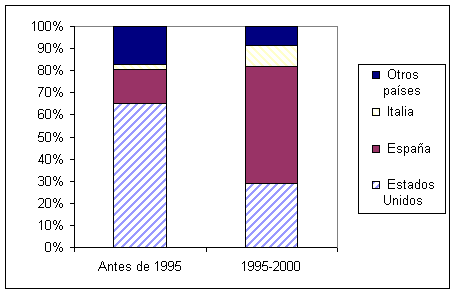 100%
90%
80%
70%
60%
50%
40%
30%
20%
10%
0%
Antes de 1995
1995-2000
Otros
países
Italia
España
Estados
Unidos